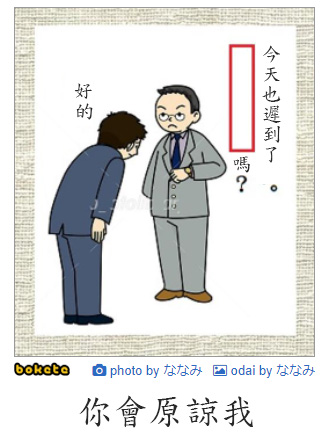 今天也遲到了。
嗎?
好的
bokete
photo by ななみ
odai by ななみ
你會原諒我